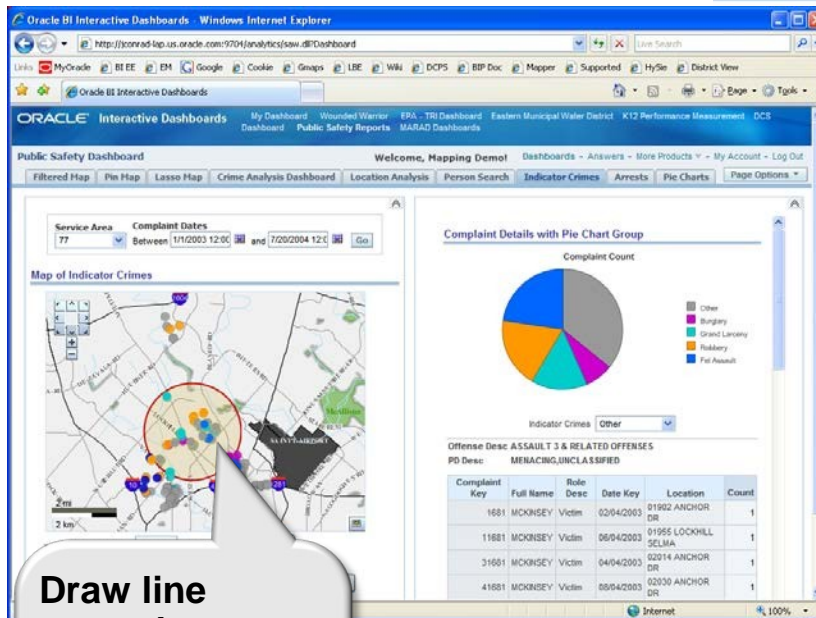 Oracle BI Interactive Dashboards - Windows Internet Explorer
http://jconrad-lap.us.oracle.com:9704/analytics/saw.dll?Dashboard
Live Search
Links MyOracle BI EE EM Google Cookie Gmaps LBE Wiki DCPS BIP Doc Mapper Supported HySie District View
Oracle BI Interactive Dashboards
Page Tools
ORACLE Interactive Dashboards
My Dashboard Wounded Warrior EPA - TRI Dashboard Eastern Municipal Water District K12 Performance Measurement DCS
Dashboard Public Safety Reports MARAD Dashboards
Public Safety Dashboard
Welcome, Mapping Demo! Dashboards - Answers - More Products - My Account - Log Out
Filtered Map Pin Map Lasso Map Crime Analysis Dashboard Location Analysis Person Search Indicator Crimes Arrests Pie Charts Page Options
Service Area Complaint Dates
77 Between 1/1/2003 12:0C and 7/20/2004 12:C Go
Map of Indicator Crimes
1604
10
281
2 mi
2 km
Complaint Details with Pie Chart Group
Complaint Count
Other
Burglary
Grand Larceny
Robbery
Fel Assault
Indicator Crimes Other
Offense Desc ASSAULT 3 & RELATED OFFENSES
PD Desc MENACING,UNCLASSIFIED
Complaint Key Full Name Role Desc Date Key Location Count
1681 MCKINSEY Victim 02/04/2003 01902 ANCHOR DR 1
11681 MCKINSEY Victim 06/04/2003 01955 LOCKHILL SELMA 1
31681 MCKINSEY Victim 04/04/2003 02014 ANCHOR DR 1
41681 MCKINSEY Victim 08/04/2003 02030 ANCHOR DR 1
Draw line
Internet 100%